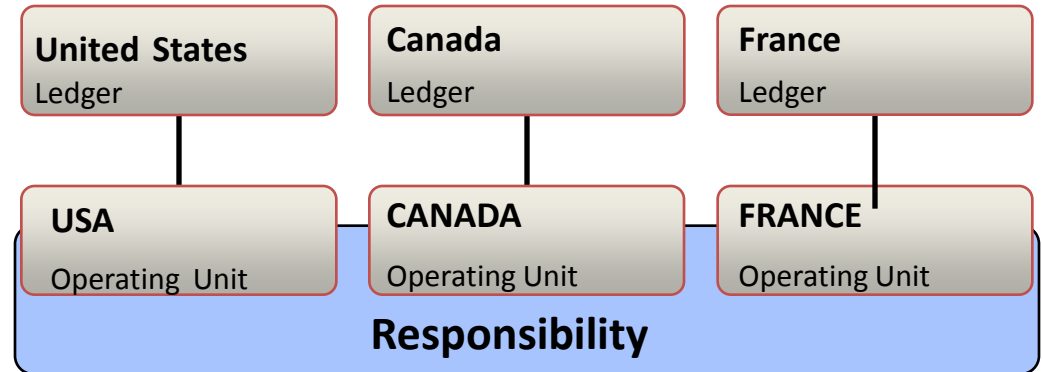 United States
Ledger
Canada
Ledger
France
Ledger
USA
Operating Unit
CANADA
Operating Unit
FRANCE
Operating Unit
Responsibility